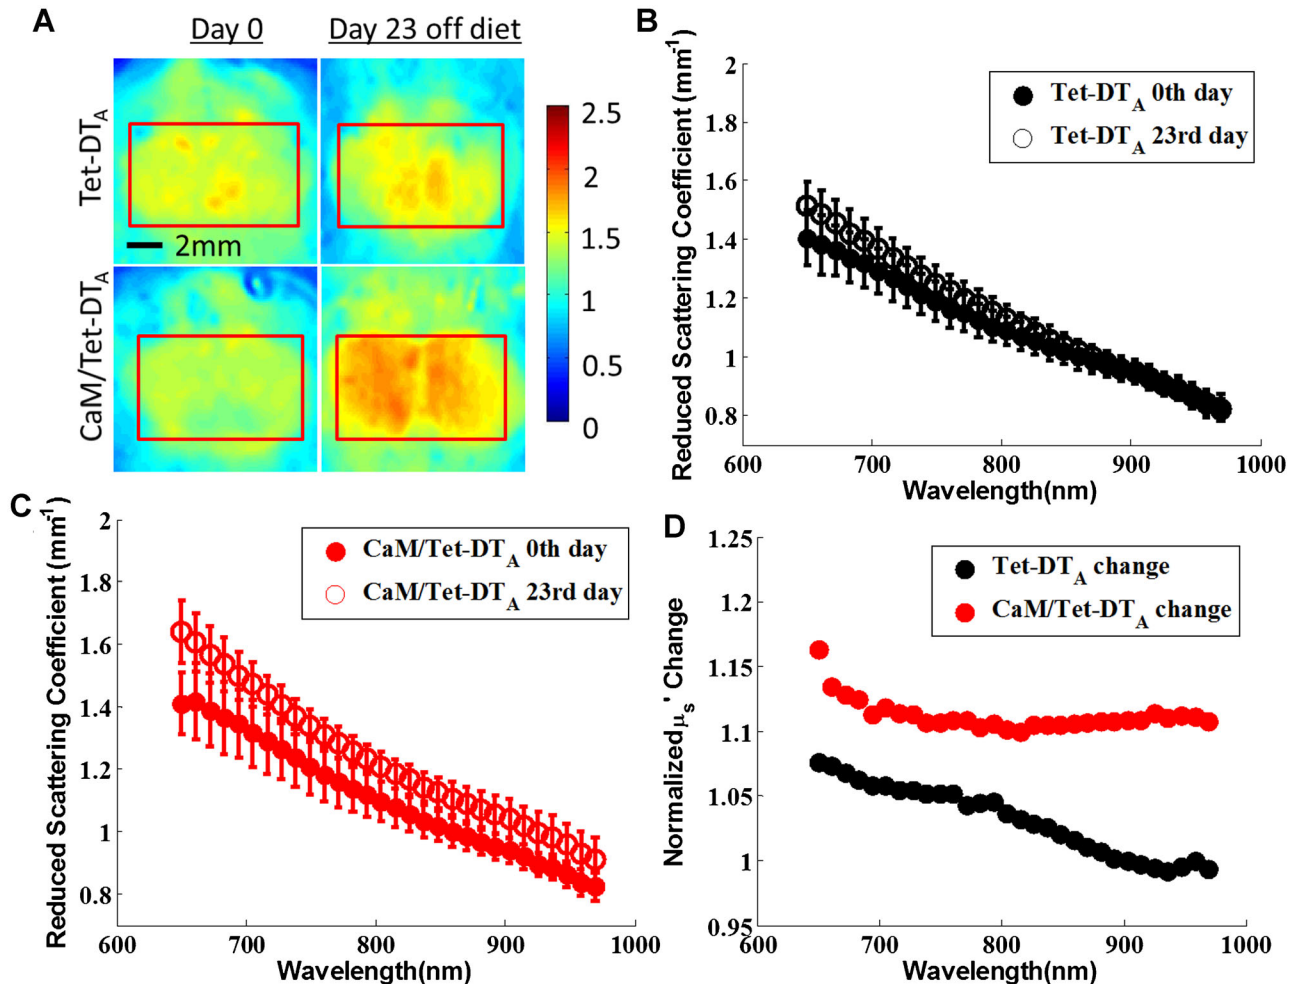 A
Day 0
Day 23 off diet
Tet-DTA
CaM/Tet-DTA
2mm
2.5
2
1.5
1
0.5
0
B
Reduced Scattering Coefficient (mm-1)
2
1.8
1.6
1.4
1.2
1
0.8
Tet-DTA 0th day
Tet-DTA 23rd day
600
700
800
900
1000
Wavelength(nm)
C
Reduced Scattering Coefficient (mm-1)
2
1.8
1.6
1.4
1.2
1
0.8
CaM/Tet-DTA 0th day
CaM/Tet-DTA 23rd day
600
700
800
900
1000
Wavelength(nm)
D
Normalized μs' Change
1.25
1.2
1.15
1.1
1.05
1
0.95
Tet-DTA change
CaM/Tet-DTA change
600
700
800
900
1000
Wavelength(nm)